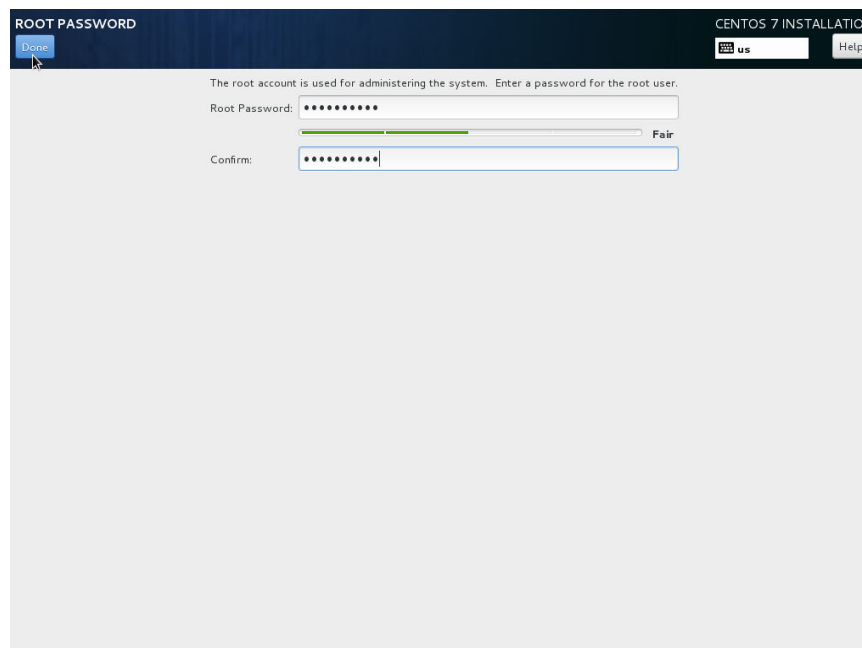 ROOT PASSWORD
CENTOS 7 INSTALLATIO
Done
us
Help
The root account is used for administering the system. Enter a password for the root user.
Root Password: ••••••••••
Fair
Confirm: ••••••••••